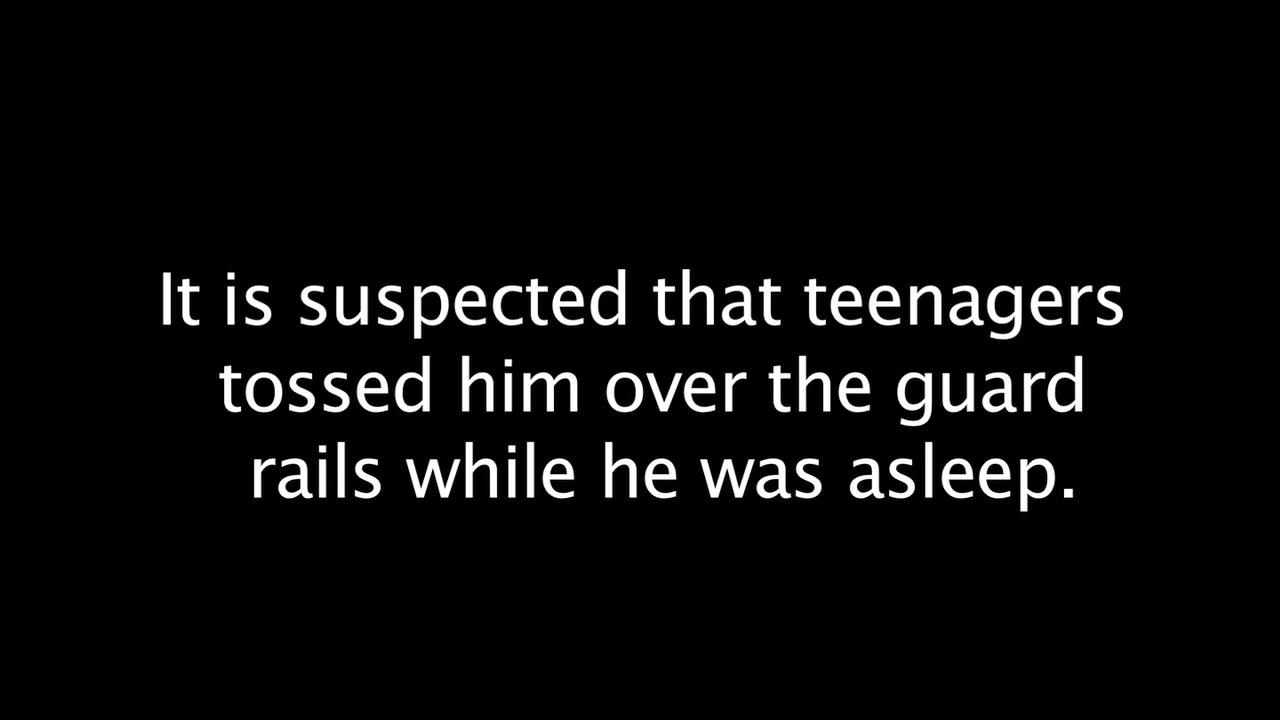 It is suspected that teenagers
tossed him over the guard
rails while he was asleep.